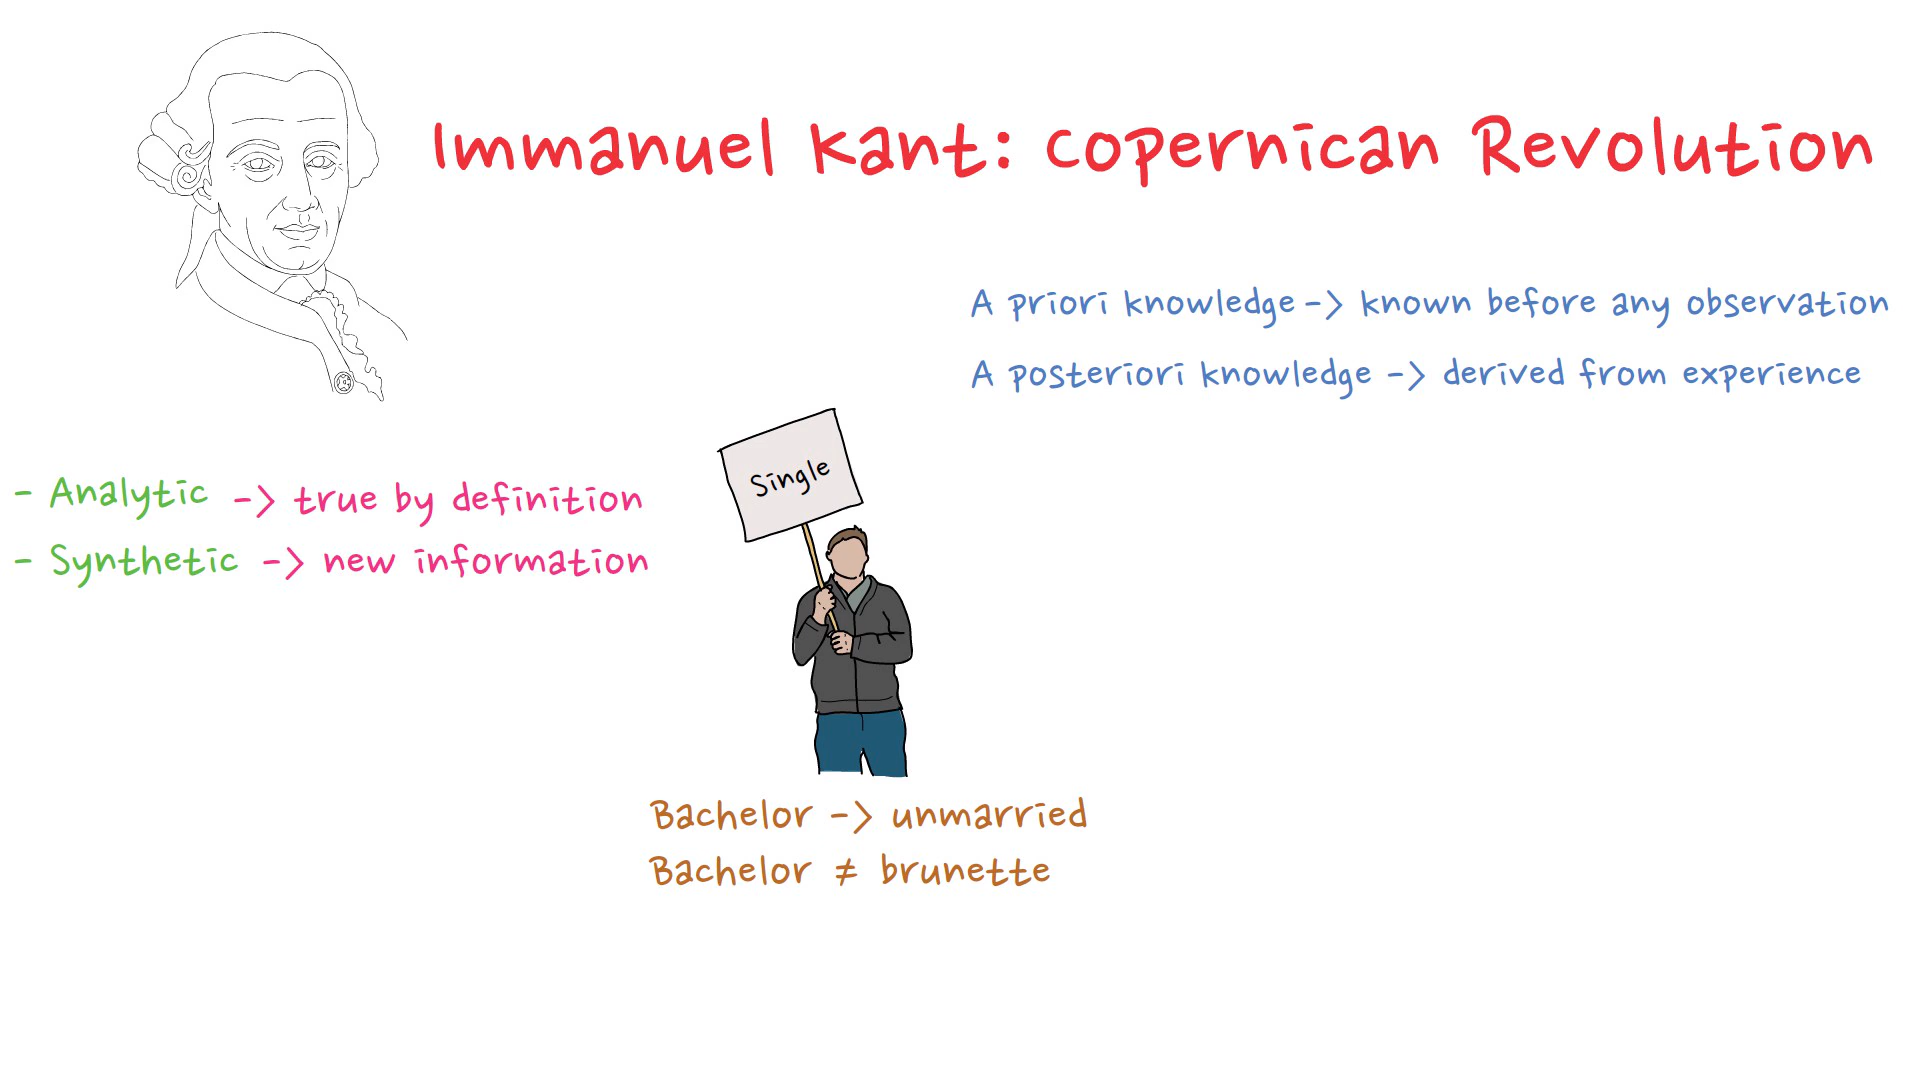 Immanuel Kant: Copernican Revolution
A priori knowledge -> known before any observation
A posteriori knowledge -> derived from experience
Single
- Analytic -> true by definition
- Synthetic -> new information
Bachelor -> unmarried
Bachelor ≠ brunette